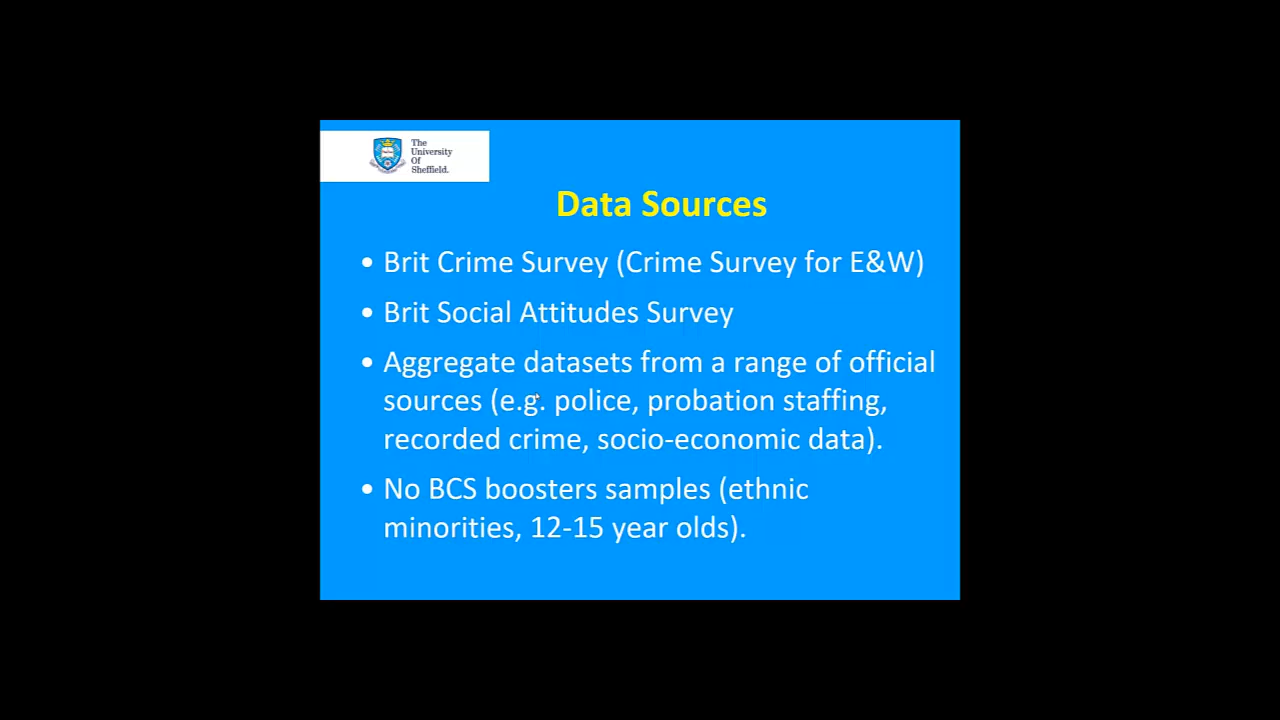 The
University
Of
Sheffield.
Data Sources
• Brit Crime Survey (Crime Survey for E&W)
• Brit Social Attitudes Survey
• Aggregate datasets from a range of official
sources (e.g. police, probation staffing,
recorded crime, socio-economic data).
• No BCS boosters samples (ethnic
minorities, 12-15 year olds).